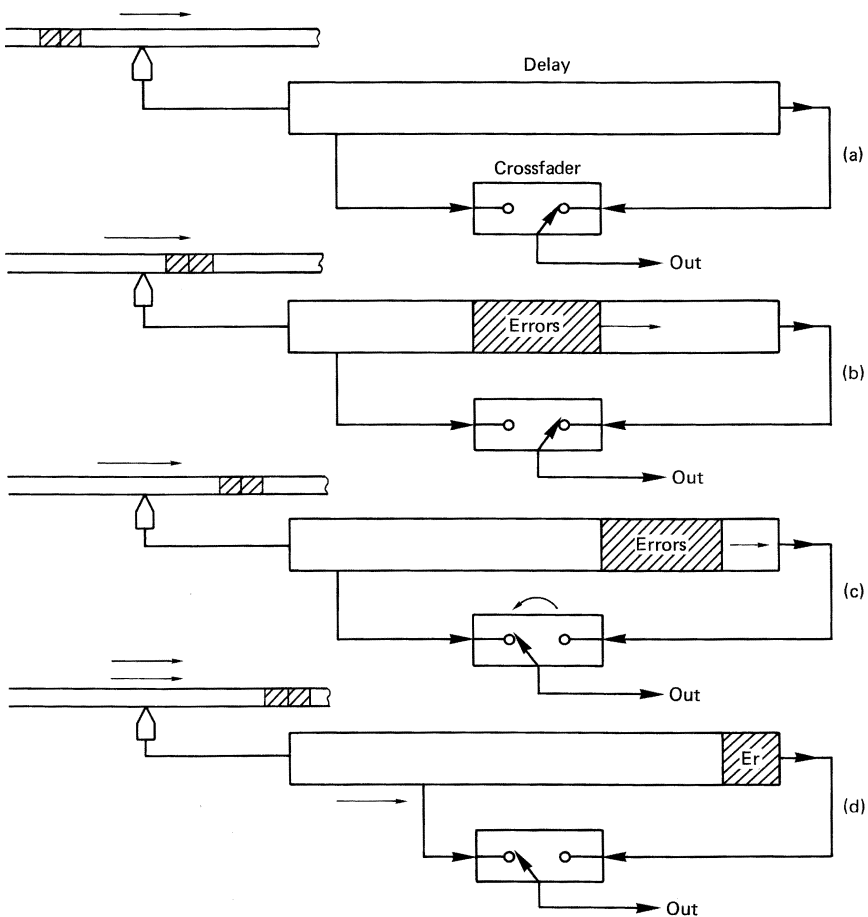 Delay
(a)
Crossfader
Out
Errors
(b)
Out
Errors
(c)
Out
Er
(d)
Out